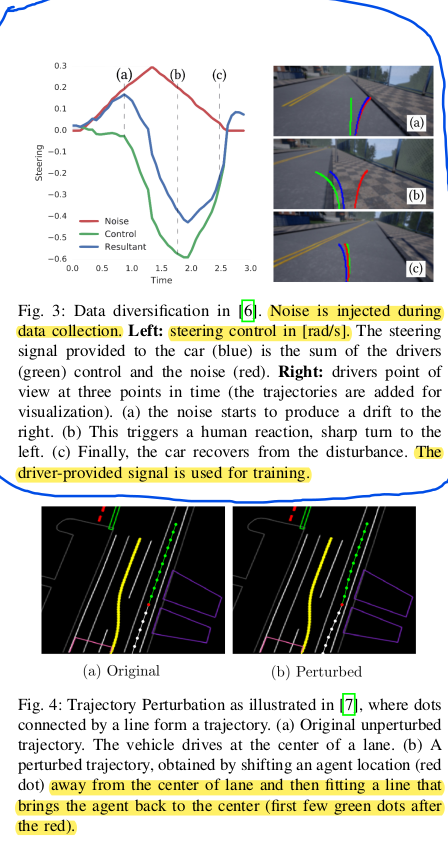 0.3
0.2
0.1
0.0
−0.1
−0.2
−0.3
−0.4
−0.5
−0.6
Steering
(a)
(b)
(c)
Noise
Control
Resultant
0.0 0.5 1.0 1.5 2.0 2.5 3.0
Time
(a)
(b)
(c)
Fig. 3: Data diversification in [6]. Noise is injected during
data collection. Left: steering control in [rad/s]. The steering
signal provided to the car (blue) is the sum of the drivers
(green) control and the noise (red). Right: drivers point of
view at three points in time (the trajectories are added for
visualization). (a) the noise starts to produce a drift to the
right. (b) This triggers a human reaction, sharp turn to the
left. (c) Finally, the car recovers from the disturbance. The
driver-provided signal is used for training.
(a) Original
(b) Perturbed
Fig. 4: Trajectory Perturbation as illustrated in [7], where dots
connected by a line form a trajectory. (a) Original unperturbed
trajectory. The vehicle drives at the center of a lane. (b) A
perturbed trajectory, obtained by shifting an agent location (red
dot) away from the center of lane and then fitting a line that
brings the agent back to the center (first few green dots after
the red).